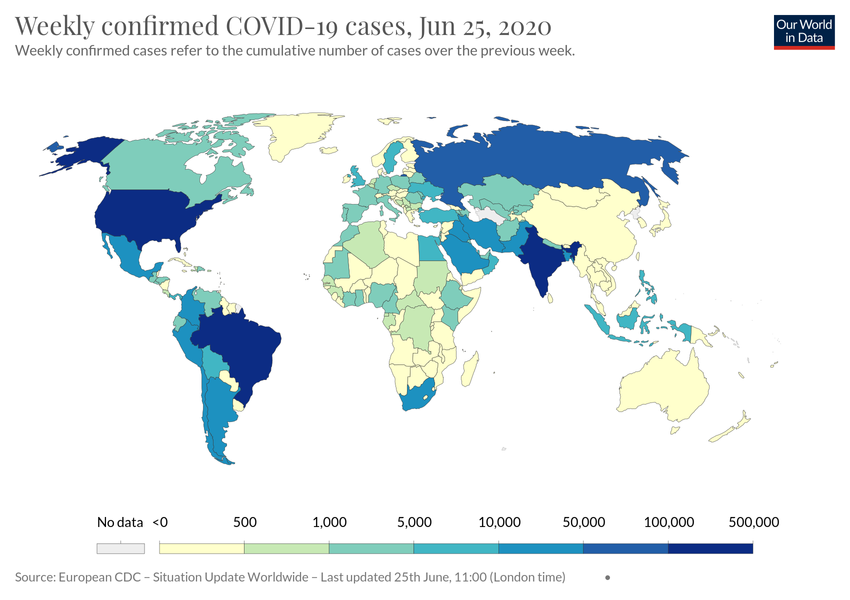 Weekly confirmed COVID-19 cases, Jun 25, 2020
Weekly confirmed cases refer to the cumulative number of cases over the previous week.
Our World
in Data
No data <0 500 1,000 5,000 10,000 50,000 100,000 500,000
Source: European CDC – Situation Update Worldwide – Last updated 25th June, 11:00 (London time) •